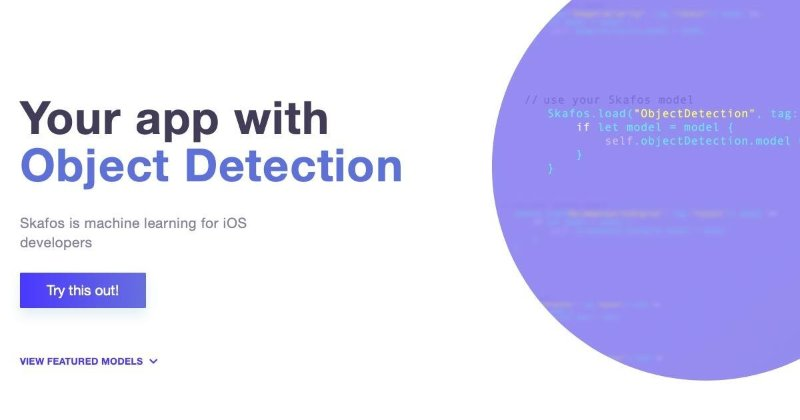 Your app with
Object Detection
Skafos is machine learning for iOS
developers
Try this out!
VIEW FEATURED MODELS
// use your Skafos model
Skafos.load("ObjectDetection", tag:
if let model = model {
self.objectDetection.model
}
}